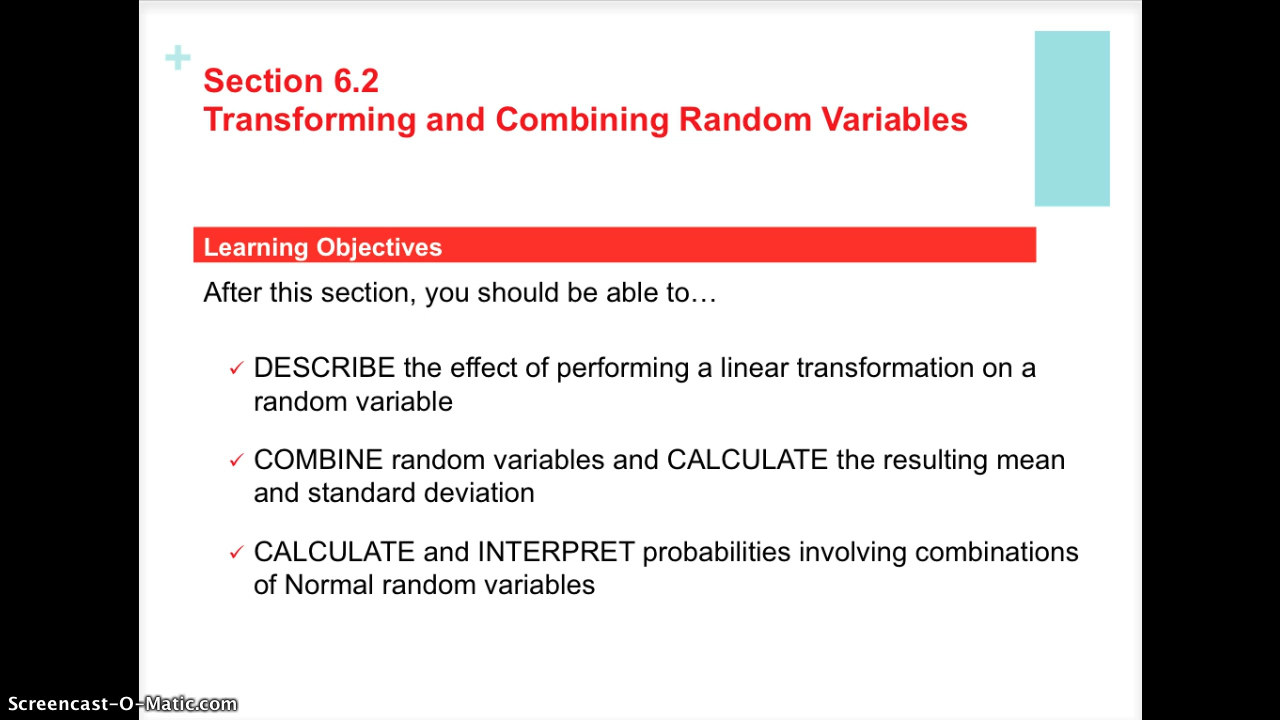 Section 6.2
Transforming and Combining Random Variables
Learning Objectives
After this section, you should be able to…
✓ DESCRIBE the effect of performing a linear transformation on a
random variable
✓ COMBINE random variables and CALCULATE the resulting mean
and standard deviation
✓ CALCULATE and INTERPRET probabilities involving combinations
of Normal random variables
Screencast-O-Matic.com